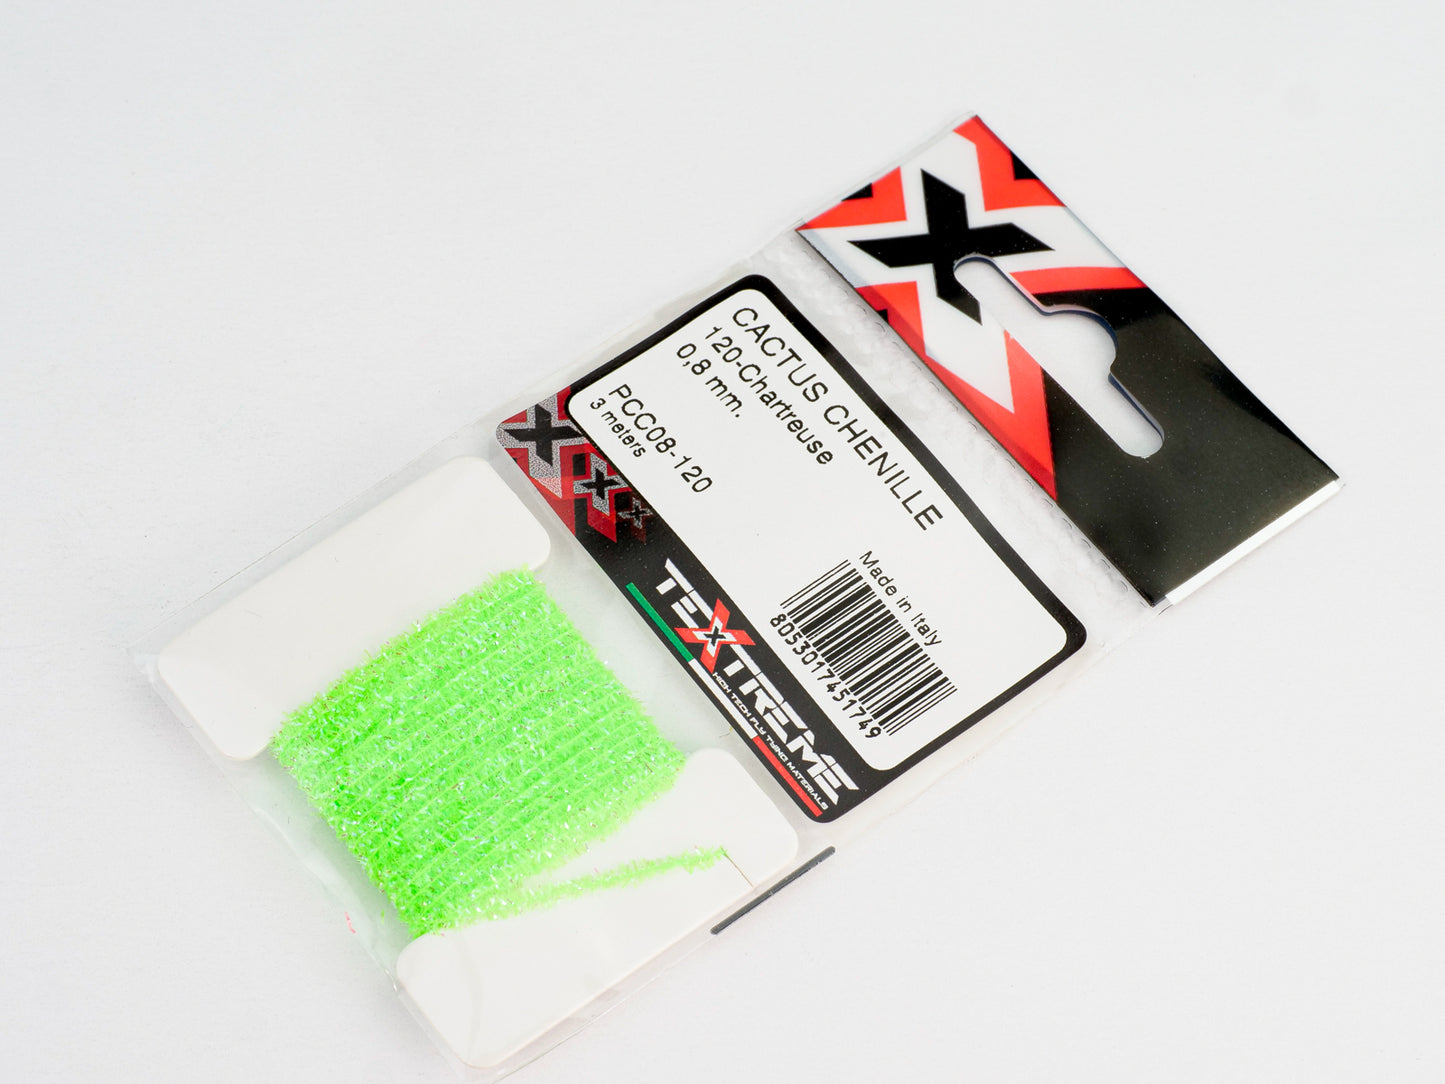 CACTUS CHENILLE
120-Chartreuse
0,8 mm.
PCC08-120
3 meters
Made in Italy
8053017451749
TEXTREME
HIGH TECH FLY TYING MATERIALS